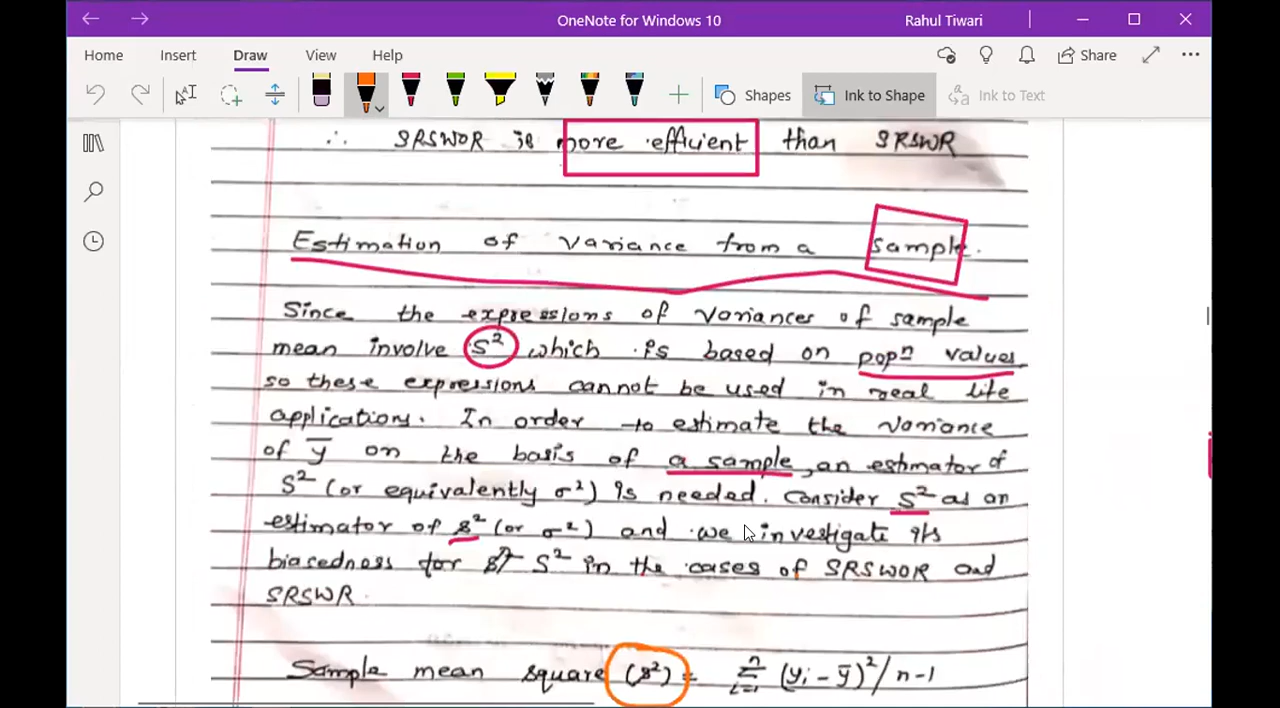 OneNote for Windows 10
Rahul Tiwari
Home Insert Draw View Help
Share
Shapes
Ink to Shape
Ink to Text
∴ SRSWOR is more efficient than SRSWR
Estimation of variance from a sample.
Since the expressions of variances of sample
mean involve S² which is based on popⁿ values
so these expressions cannot be used in real life
applications. In order to estimate the variance
of y̅ on the basis of a sample, an estimator of
S² (or equivalently σ²) is needed. Consider S² as an
estimator of s² (or σ²) and we investigate its
biasedness for S² in the cases of SRSWOR and
SRSWR.
Sample mean square (s²) = Σⁿᵢ₌₁ (yi - y̅)²/n-1